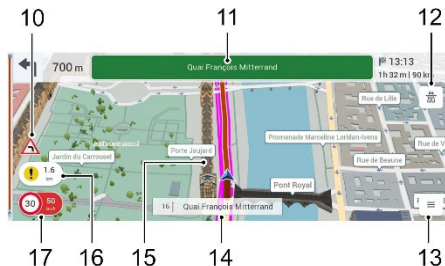 10
11
12
700 m
Quai François Mitterrand
13:13
1h 32 m | 90 km
Rue de Lille
Promenade Marceline Loridan-Ivens
Porte Jaujard
Jardin du Carrousel
Rue de Beaune
1.6
km
Pont Royal
30
50
km/h
16
Quai François Mitterrand
17
16
15
14
13